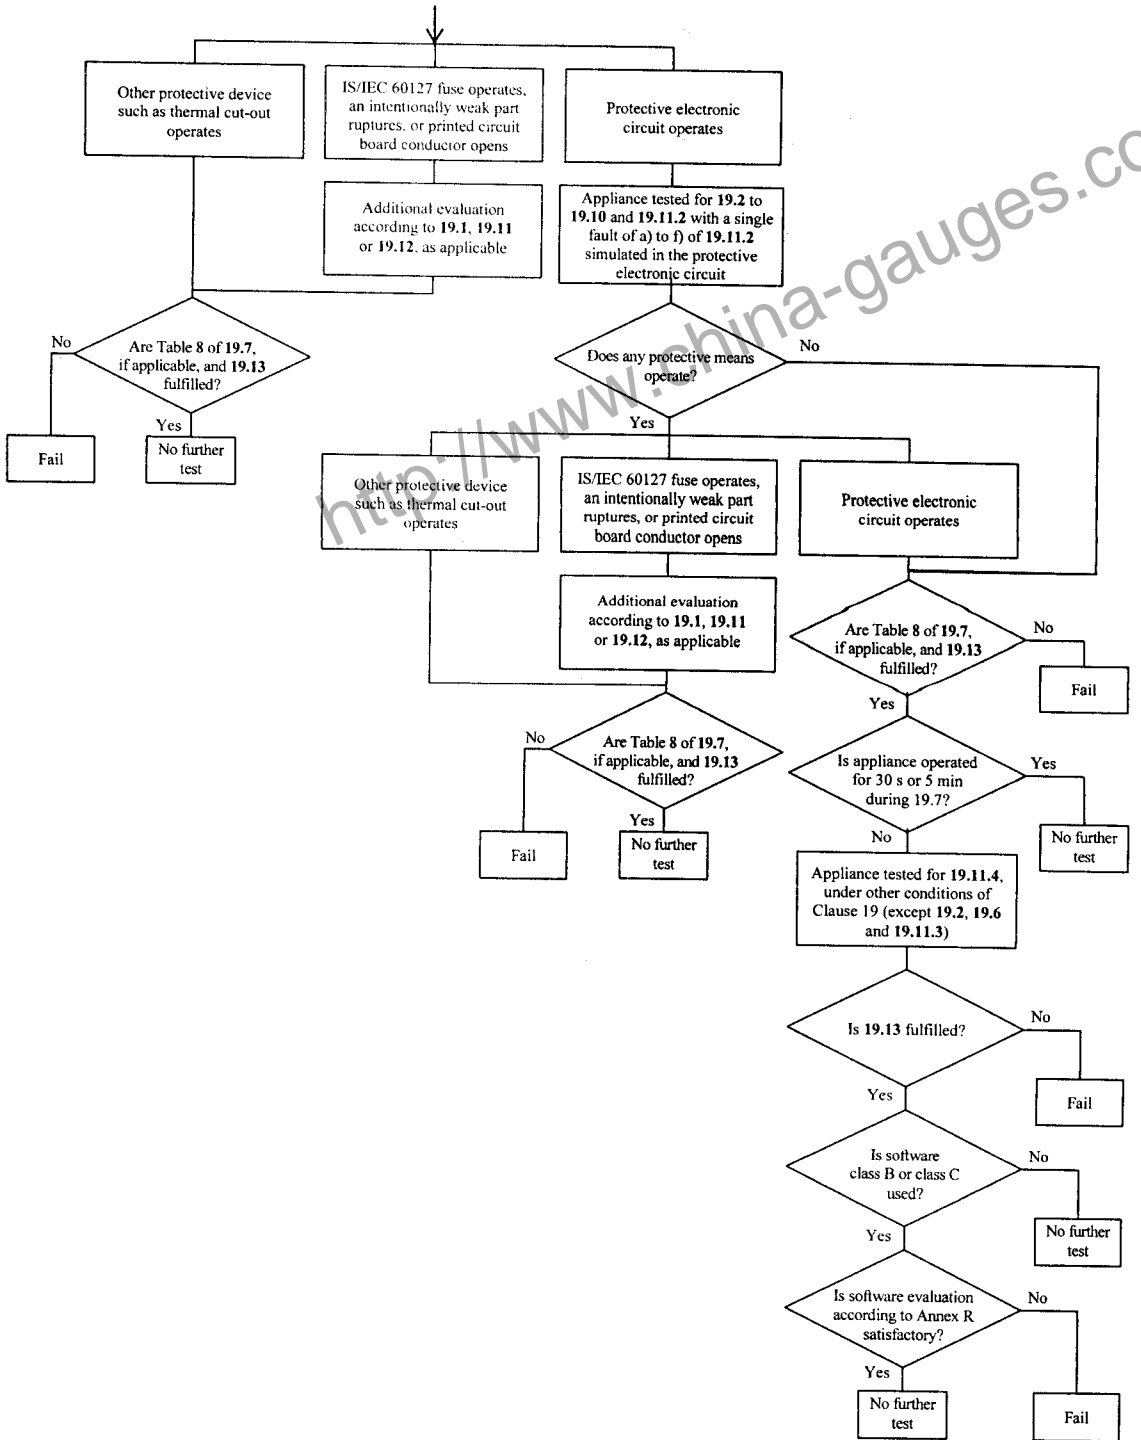 Other protective device
such as thermal cut-out
operates
IS/IEC 60127 fuse operates,
an intentionally weak part
ruptures, or printed circuit
board conductor opens
Protective electronic
circuit operates
Additional evaluation
according to 19.1, 19.11
or 19.12, as applicable
Appliance tested for 19.2 to
19.10 and 19.11.2 with a single
fault of a) to f) of 19.11.2
simulated in the protective
electronic circuit
No
Are Table 8 of 19.7,
if applicable, and 19.13
fulfilled?
Yes
Fail
No further
test
Does any protective means
operate?
No
Yes
Other protective device
such as thermal cut-out
operates
IS/IEC 60127 fuse operates,
an intentionally weak part
ruptures, or printed circuit
board conductor opens
Protective electronic
circuit operates
Additional evaluation
according to 19.1, 19.11
or 19.12, as applicable
Are Table 8 of 19.7,
if applicable, and 19.13
fulfilled?
No
Fail
Yes
No
Are Table 8 of 19.7,
if applicable, and 19.13
fulfilled?
Yes
Fail
No further
test
Is appliance operated
for 30 s or 5 min
during 19.7?
Yes
No further
test
No
Appliance tested for 19.11.4,
under other conditions of
Clause 19 (except 19.2, 19.6
and 19.11.3)
Is 19.13 fulfilled?
No
Fail
Yes
Is software
class B or class C
used?
No
No further
test
Yes
Is software evaluation
according to Annex R
satisfactory?
No
Fail
Yes
No further
test
http://www.china-gauges.co